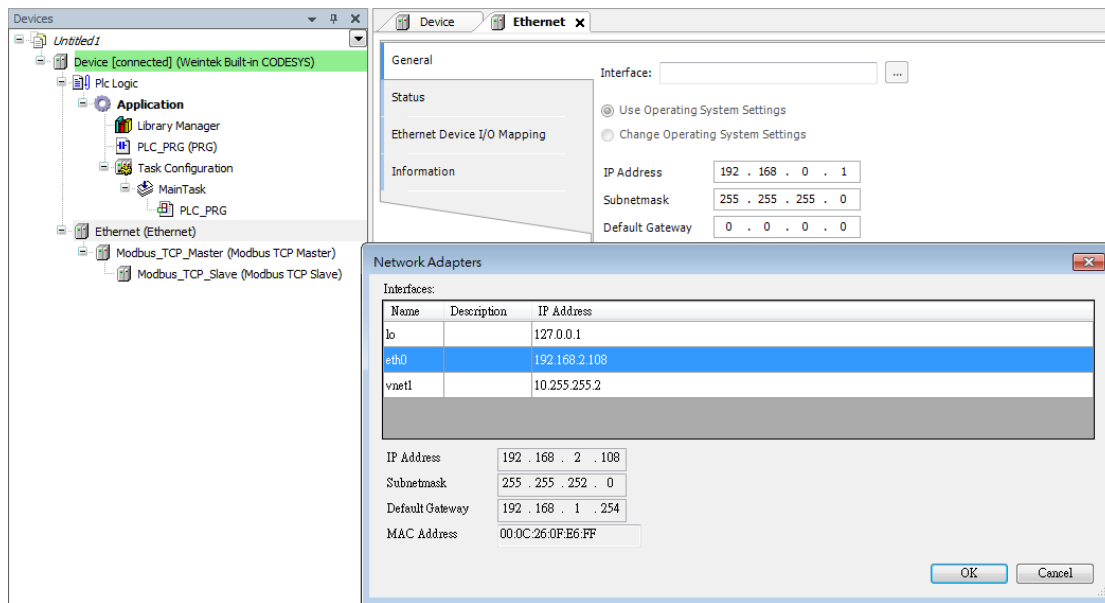 Devices
Untitled1
Device [connected] (Weintek Built-in CODESYS)
Plc Logic
Application
Library Manager
PLC_PRG (PRG)
Task Configuration
MainTask
PLC_PRG
Ethernet (Ethernet)
Modbus_TCP_Master (Modbus TCP Master)
Modbus_TCP_Slave (Modbus TCP Slave)
Device
Ethernet
General
Status
Ethernet Device I/O Mapping
Information
Interface:
...
Use Operating System Settings
Change Operating System Settings
IP Address 192 . 168 . 0 . 1
Subnetmask 255 . 255 . 255 . 0
Default Gateway 0 . 0 . 0 . 0
Network Adapters
Interfaces:
Name Description IP Address
lo 127.0.0.1
eth0 192.168.2.108
vnet1 10.255.255.2
IP Address 192 . 168 . 2 . 108
Subnetmask 255 . 255 . 252 . 0
Default Gateway 192 . 168 . 1 . 254
MAC Address 00:0C:26:0F:E6:FF
OK Cancel